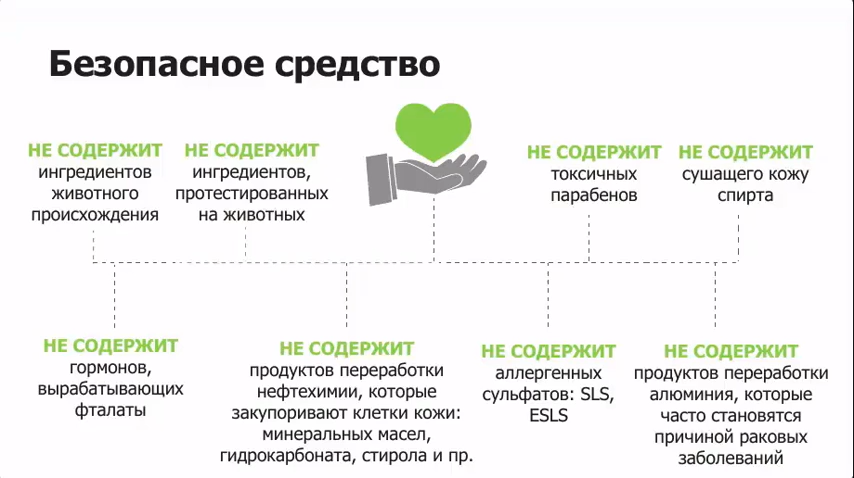 Безопасное средство
НЕ СОДЕРЖИТ
ингредиентов
животного
происхождения
НЕ СОДЕРЖИТ
ингредиентов,
протестированных
на животных
НЕ СОДЕРЖИТ
токсичных
парабенов
НЕ СОДЕРЖИТ
сушащего кожу
спирта
НЕ СОДЕРЖИТ
гормонов,
вырабатывающих
фталаты
НЕ СОДЕРЖИТ
продуктов переработки
нефтехимии, которые
закупоривают клетки кожи:
минеральных масел,
гидрокарбоната, стирола и пр.
НЕ СОДЕРЖИТ
аллергенных
сульфатов: SLS,
ESLS
НЕ СОДЕРЖИТ
продуктов переработки
алюминия, которые
часто становятся
причиной раковых
заболеваний